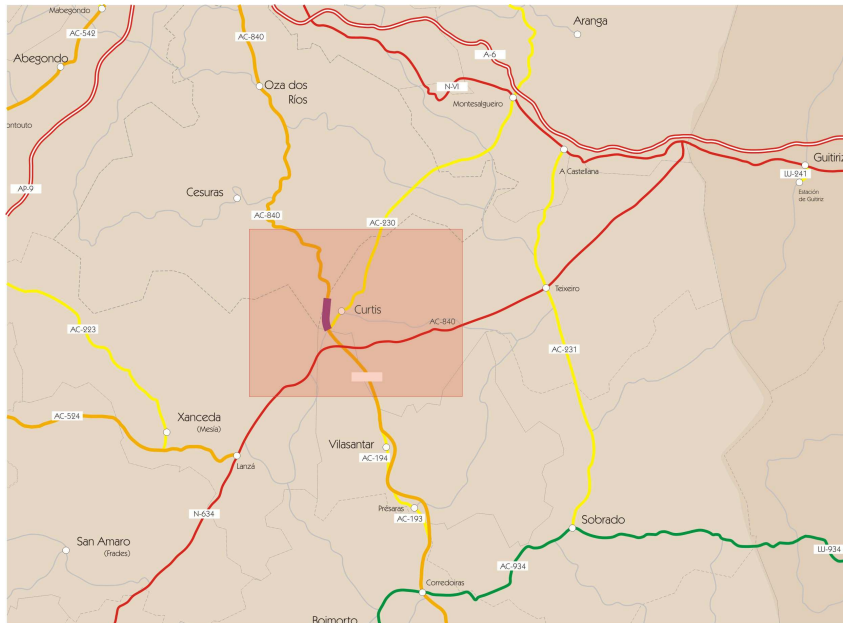 Mabegondo
AC-542
Abegondo
AC-840
Oza dos
Ríos
Aranga
A-6
N-VI
Montesalgueiro
AP-9
Cesuras
AC-840
AC-230
A Castellana
Guitiriz
LU-241
Estación
de Guitiriz
AC-223
Curtis
AC-840
Teixeiro
AC-231
AC-524
Xanceda
(Mesía)
Lanzá
Vilasantar
AC-194
Présaras
AC-193
N-634
San Amaro
(Frades)
Sobrado
AC-934
LU-934
Corredoiras
Boimorto